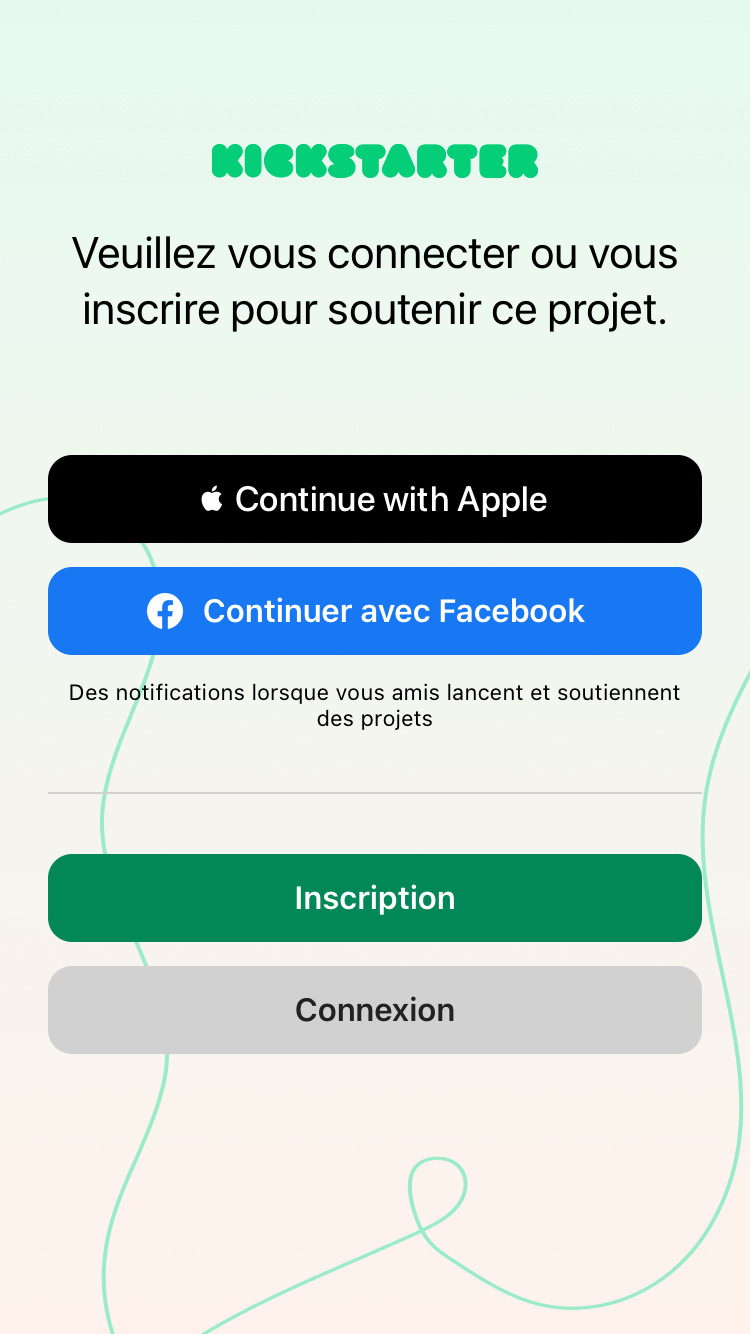 KICKSTARTER
Veuillez vous connecter ou vous
inscrire pour soutenir ce projet.
Continue with Apple
Continuer avec Facebook
Des notifications lorsque vous amis lancent et soutiennent
des projets
Inscription
Connexion